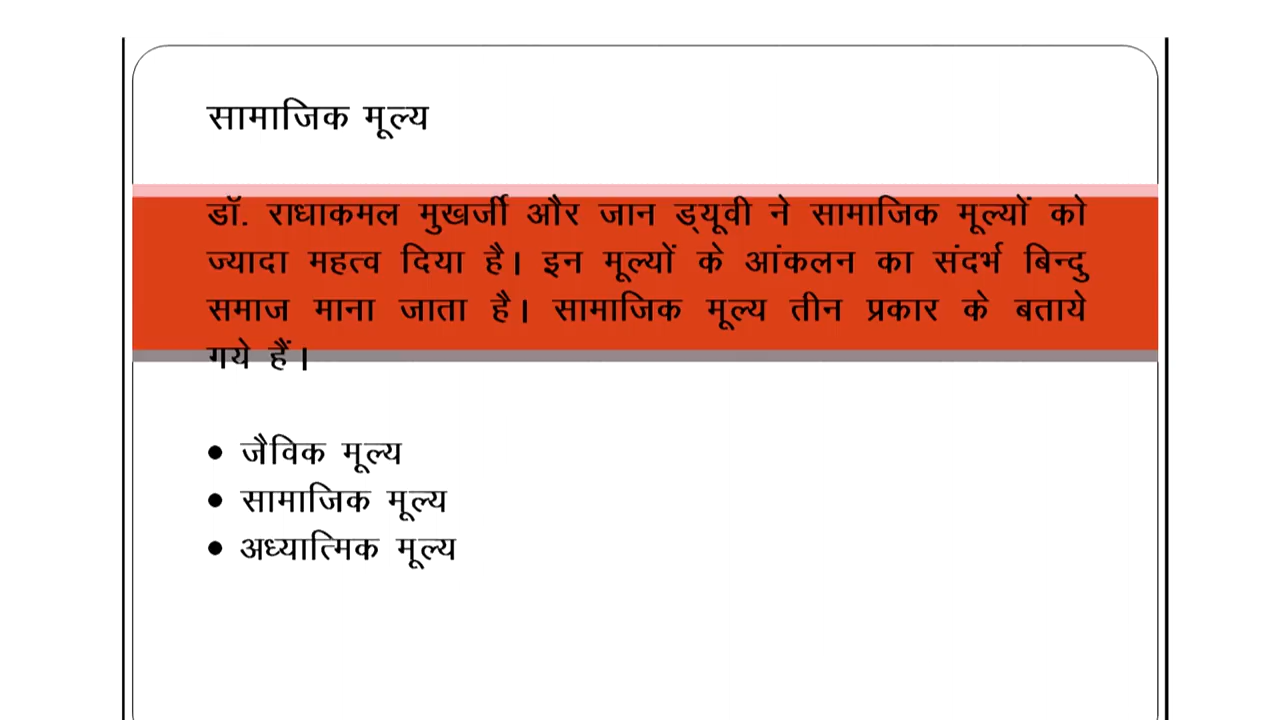 सामाजिक मूल्य
डॉ. राधाकमल मुखर्जी और जान ड्यूवी ने सामाजिक मूल्यों को
ज्यादा महत्व दिया है। इन मूल्यों के आंकलन का संदर्भ बिन्दु
समाज माना जाता है। सामाजिक मूल्य तीन प्रकार के बताये
गये हैं।
• जैविक मूल्य
• सामाजिक मूल्य
• अध्यात्मिक मूल्य